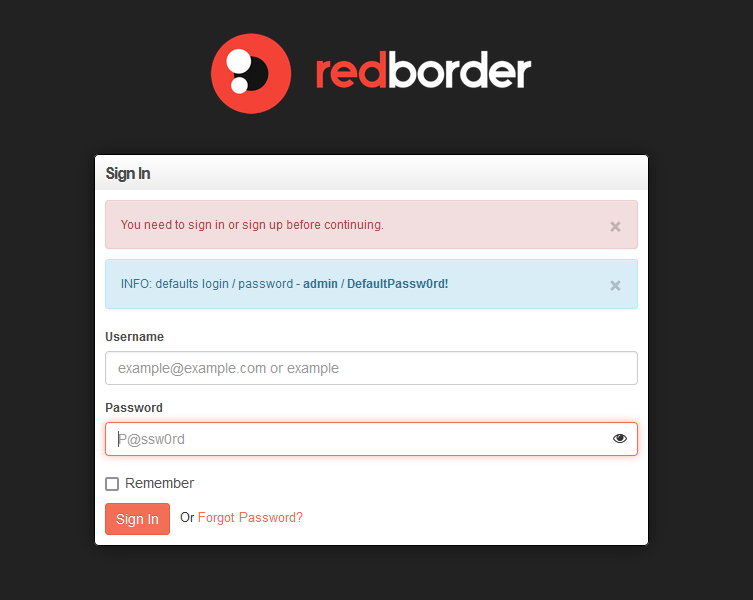 redborder
Sign In
You need to sign in or sign up before continuing.
×
INFO: defaults login / password - admin / DefaultPassw0rd!
×
Username
example@example.com or example
Password
P@ssw0rd
Remember
Sign In Or Forgot Password?